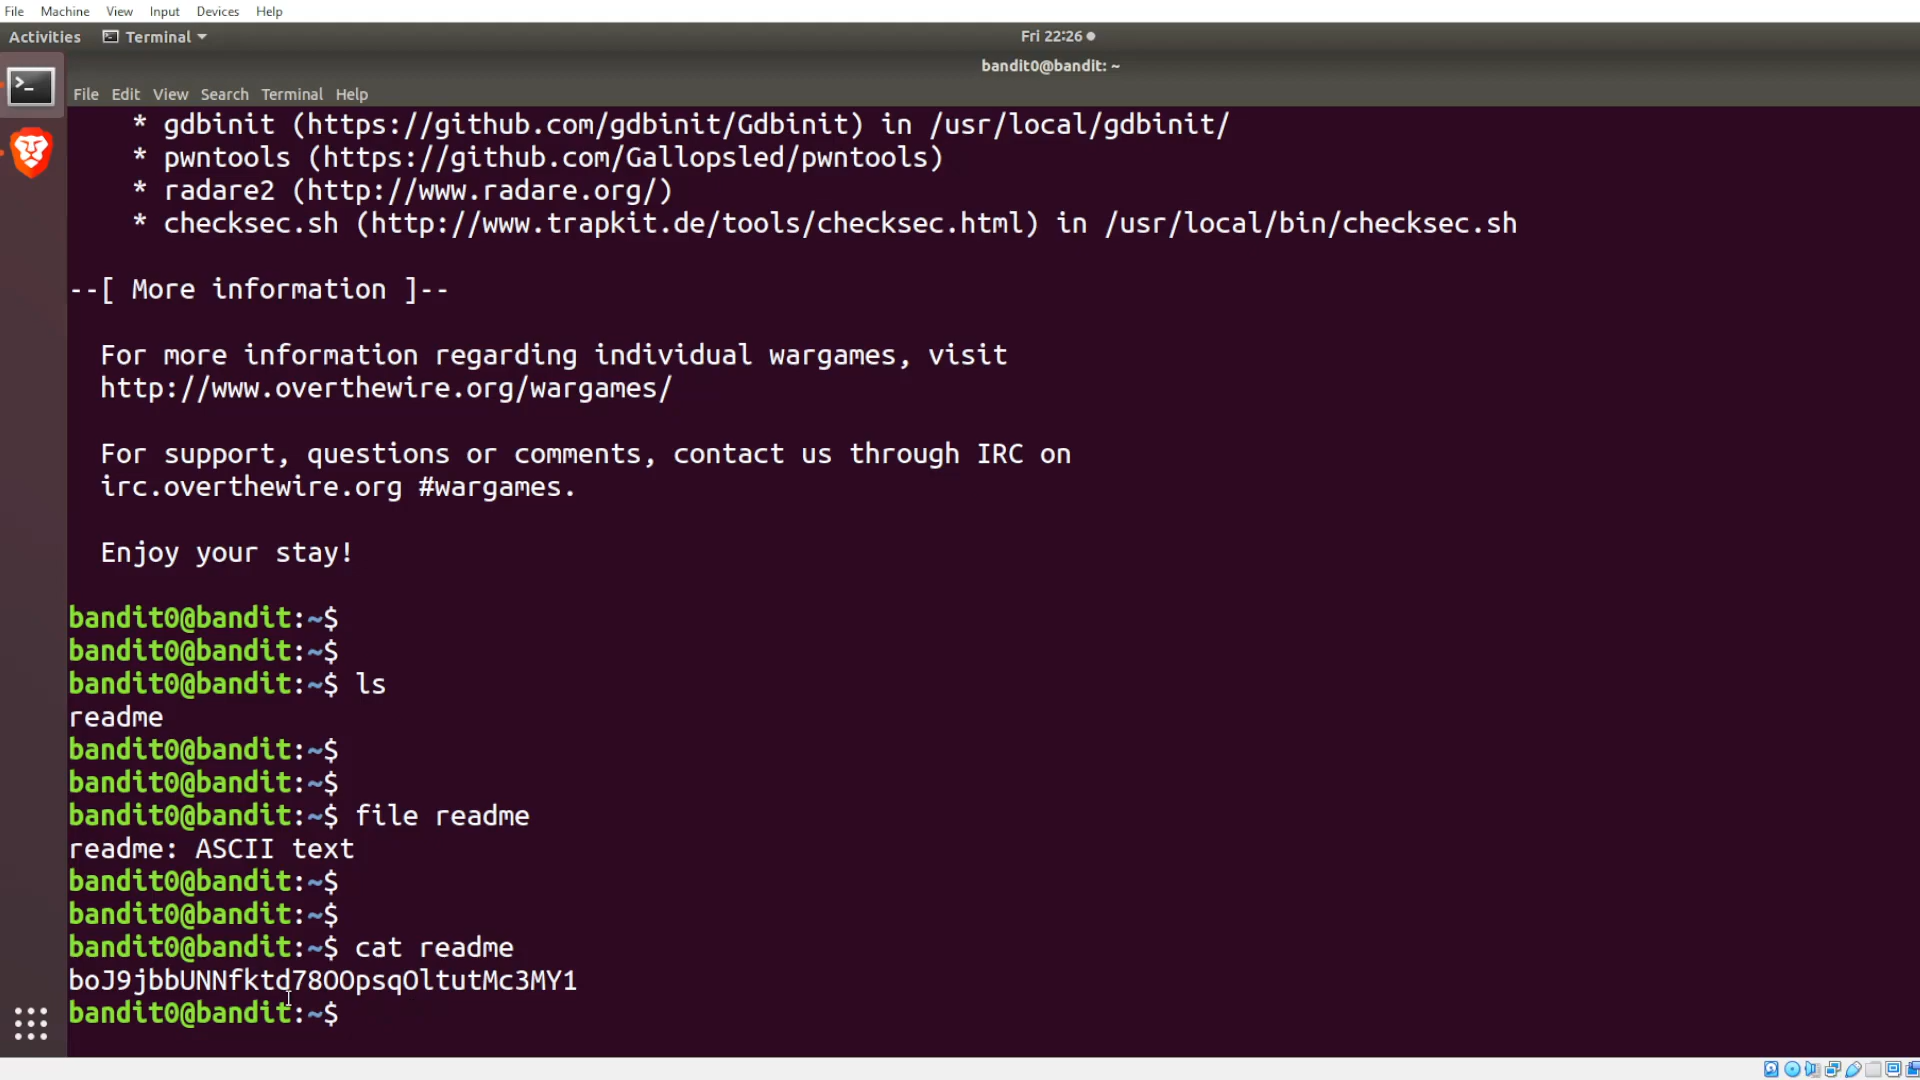 File Machine View Input Devices Help
Activities Terminal Fri 22:26
bandit0@bandit: ~
File Edit View Search Terminal Help
* gdbinit (https://github.com/gdbinit/Gdbinit) in /usr/local/gdbinit/
* pwntools (https://github.com/Gallopsled/pwntools)
* radare2 (http://www.radare.org/)
* checksec.sh (http://www.trapkit.de/tools/checksec.html) in /usr/local/bin/checksec.sh
--[ More information ]--
For more information regarding individual wargames, visit
http://www.overthewire.org/wargames/
For support, questions or comments, contact us through IRC on
irc.overthewire.org #wargames.
Enjoy your stay!
bandit0@bandit:~$
bandit0@bandit:~$
bandit0@bandit:~$ ls
readme
bandit0@bandit:~$
bandit0@bandit:~$
bandit0@bandit:~$ file readme
readme: ASCII text
bandit0@bandit:~$
bandit0@bandit:~$
bandit0@bandit:~$ cat readme
boJ9jbbUNNfktd78OOpsqOltutMc3MY1
bandit0@bandit:~$